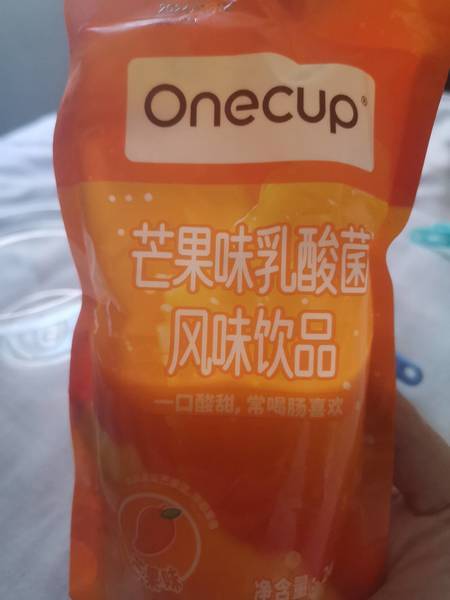 Onecup®
芒果味乳酸菌
风味饮品
一口酸甜，常喝肠喜欢
净含量